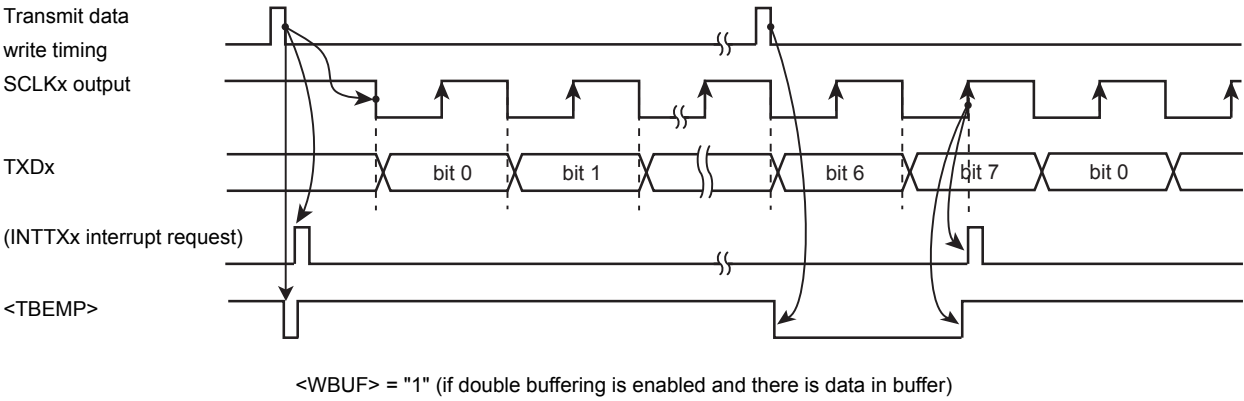 Transmit data
write timing
SCLKx output
TXDx
bit 0
bit 1
bit 6
bit 7
bit 0
(INTTXx interrupt request)
<TBEMP>
<WBUF> = "1" (if double buffering is enabled and there is data in buffer)